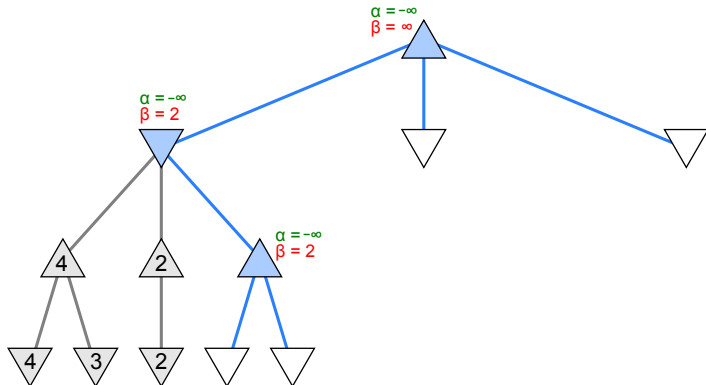 α = -∞
β = ∞
α = -∞
β = 2
α = -∞
β = 2
4
2
4
3
2